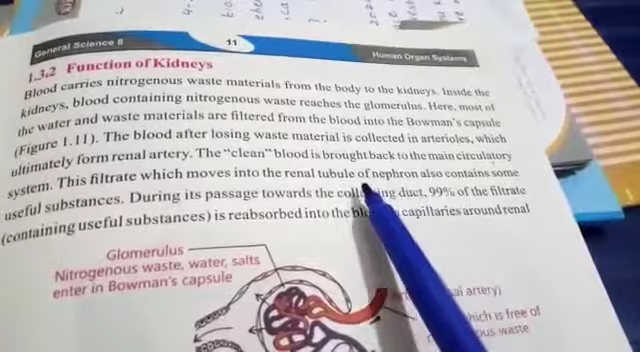 General Science 8
11
Human Organ Systems
1.3.2 Function of Kidneys
Blood carries nitrogenous waste materials from the body to the kidneys. Inside the
kidneys, blood containing nitrogenous waste reaches the glomerulus. Here, most of
the water and waste materials are filtered from the blood into the Bowman's capsule
(Figure 1.11). The blood after losing waste material is collected in arterioles, which
ultimately form renal artery. The "clean" blood is brought back to the main circulatory
system. This filtrate which moves into the renal tubule of nephron also contains some
useful substances. During its passage towards the duct, 99% of the filtrate
(containing useful substances) is reabsorbed into the capillaries around renal
Glomerulus
Nitrogenous waste, water, salts
enter in Bowman's capsule
artery)
which is free of
waste